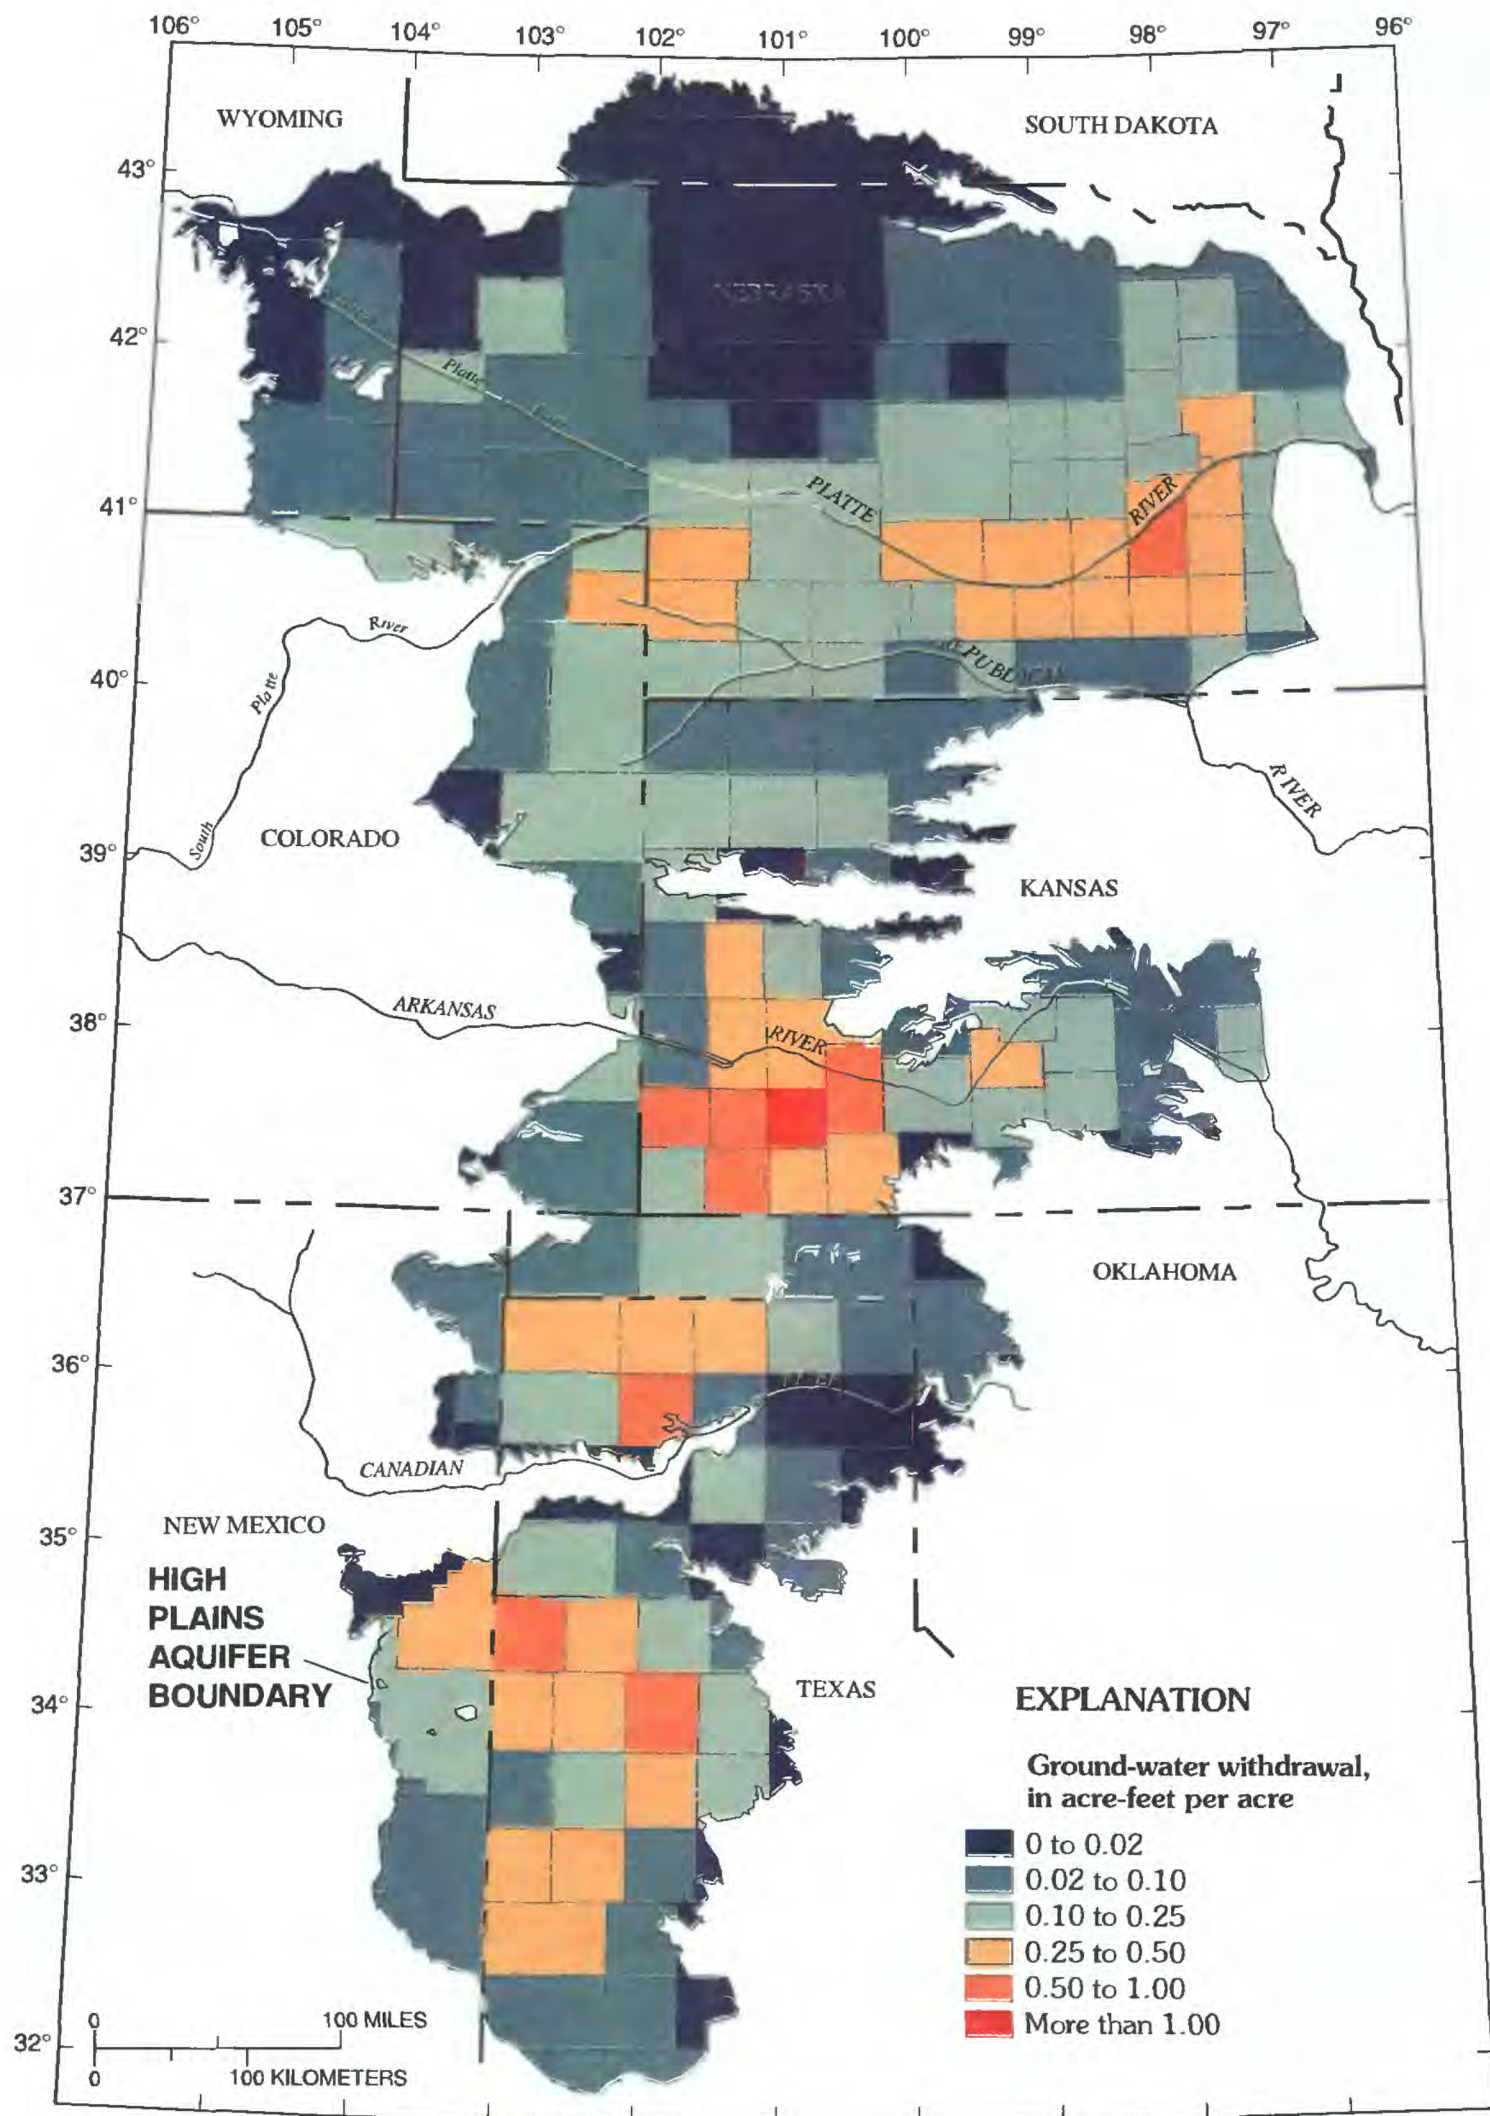 106° 105° 104° 103° 102° 101° 100° 99° 98° 97° 96°
WYOMING
SOUTH DAKOTA
43°
NEBRASKA
42°
Platte
41°
PLATTE
RIVER
River
Platte
South
40°
RIVER
COLORADO
39°
KANSAS
ARKANSAS
RIVER
38°
37°
OKLAHOMA
36°
CANADIAN
NEW MEXICO
35°
HIGH
PLAINS
AQUIFER
BOUNDARY
TEXAS
34°
EXPLANATION
Ground-water withdrawal,
in acre-feet per acre
0 to 0.02
0.02 to 0.10
0.10 to 0.25
0.25 to 0.50
0.50 to 1.00
More than 1.00
33°
32°
0 100 MILES
0 100 KILOMETERS